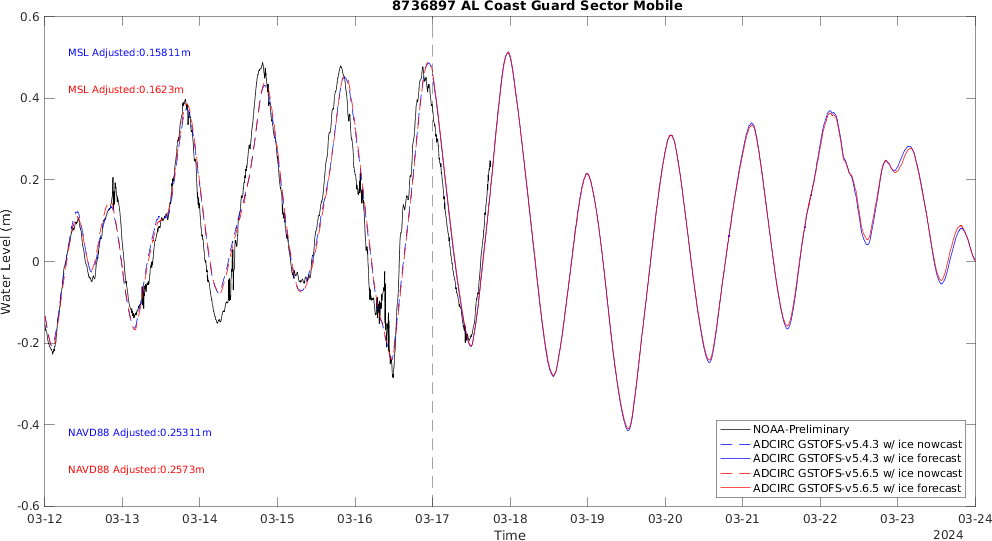 8736897 AL Coast Guard Sector Mobile
0.6
0.4
0.2
0
-0.2
-0.4
-0.6
Water Level (m)
MSL Adjusted:0.15811m
MSL Adjusted:0.1623m
NAVD88 Adjusted:0.25311m
NAVD88 Adjusted:0.2573m
NOAA-Preliminary
ADCIRC GSTOFS-v5.4.3 w/ ice nowcast
ADCIRC GSTOFS-v5.4.3 w/ ice forecast
ADCIRC GSTOFS-v5.6.5 w/ ice nowcast
ADCIRC GSTOFS-v5.6.5 w/ ice forecast
03-12 03-13 03-14 03-15 03-16 03-17 03-18 03-19 03-20 03-21 03-22 03-23 03-24
Time
2024